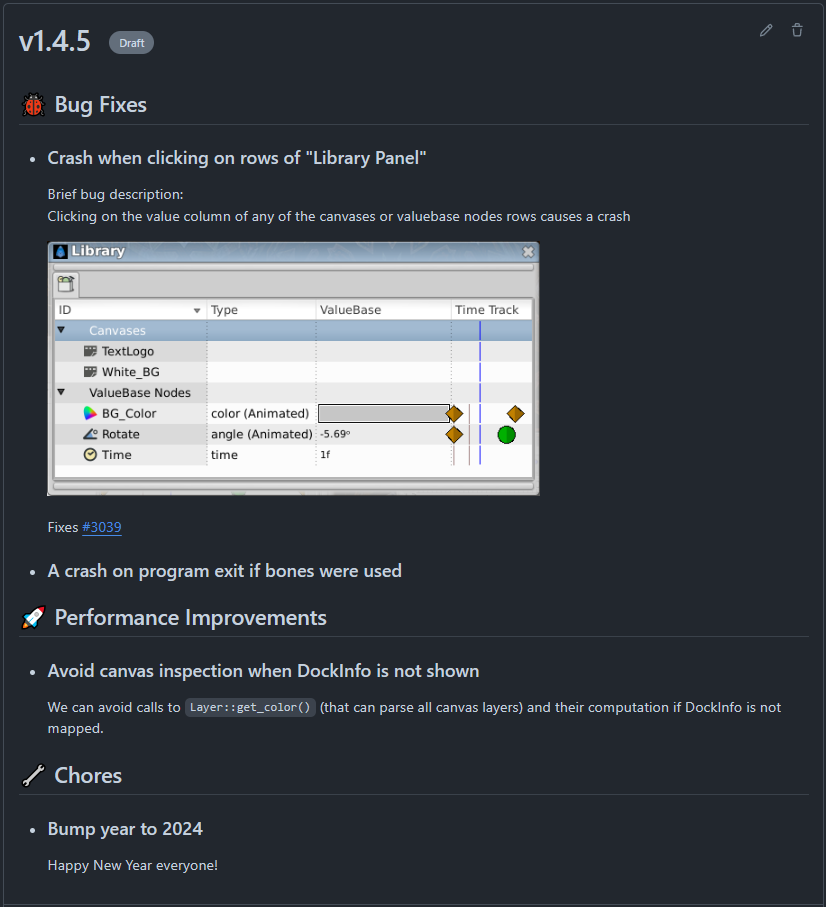 v1.4.5 Draft
Bug Fixes
Crash when clicking on rows of "Library Panel"
Brief bug description:
Clicking on the value column of any of the canvases or valuebase nodes rows causes a crash
Library
ID Type ValueBase Time Track
Canvases
TextLogo
White_BG
ValueBase Nodes
BG_Color color (Animated)
Rotate angle (Animated) -5.69º
Time time 1f
Fixes #3039
A crash on program exit if bones were used
Performance Improvements
Avoid canvas inspection when DockInfo is not shown
We can avoid calls to Layer::get_color() (that can parse all canvas layers) and their computation if DockInfo is not
mapped.
Chores
Bump year to 2024
Happy New Year everyone!